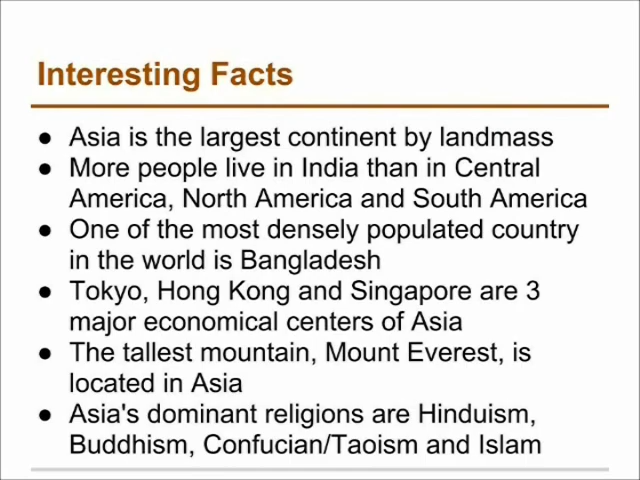 Interesting Facts
● Asia is the largest continent by landmass
● More people live in India than in Central
America, North America and South America
● One of the most densely populated country
in the world is Bangladesh
● Tokyo, Hong Kong and Singapore are 3
major economical centers of Asia
● The tallest mountain, Mount Everest, is
located in Asia
● Asia's dominant religions are Hinduism,
Buddhism, Confucian/Taoism and Islam